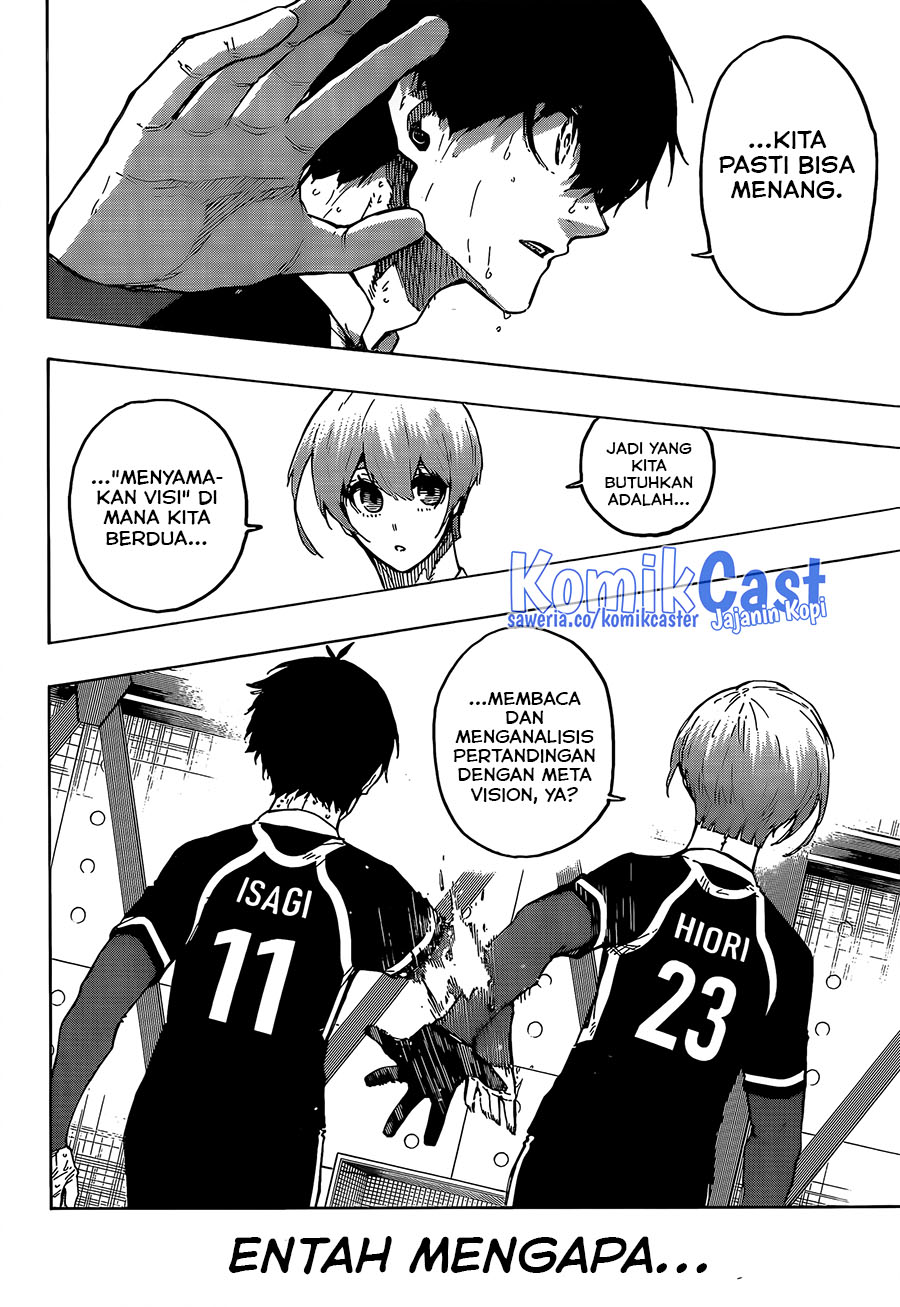 ...KITA
PASTI BISA
MENANG.
JADI YANG
KITA
BUTUHKAN
ADALAH...
..."MENYAMA-
KAN VISI" DI
MANA KITA
BERDUA...
KomikCast
saweria.co/komikcaster Jajanin Kopi
...MEMBACA
DAN
MENGANALISIS
PERTANDINGAN
DENGAN META
VISION, YA?
ISAGI
11
HIORI
23
ENTAH MENGAPA...